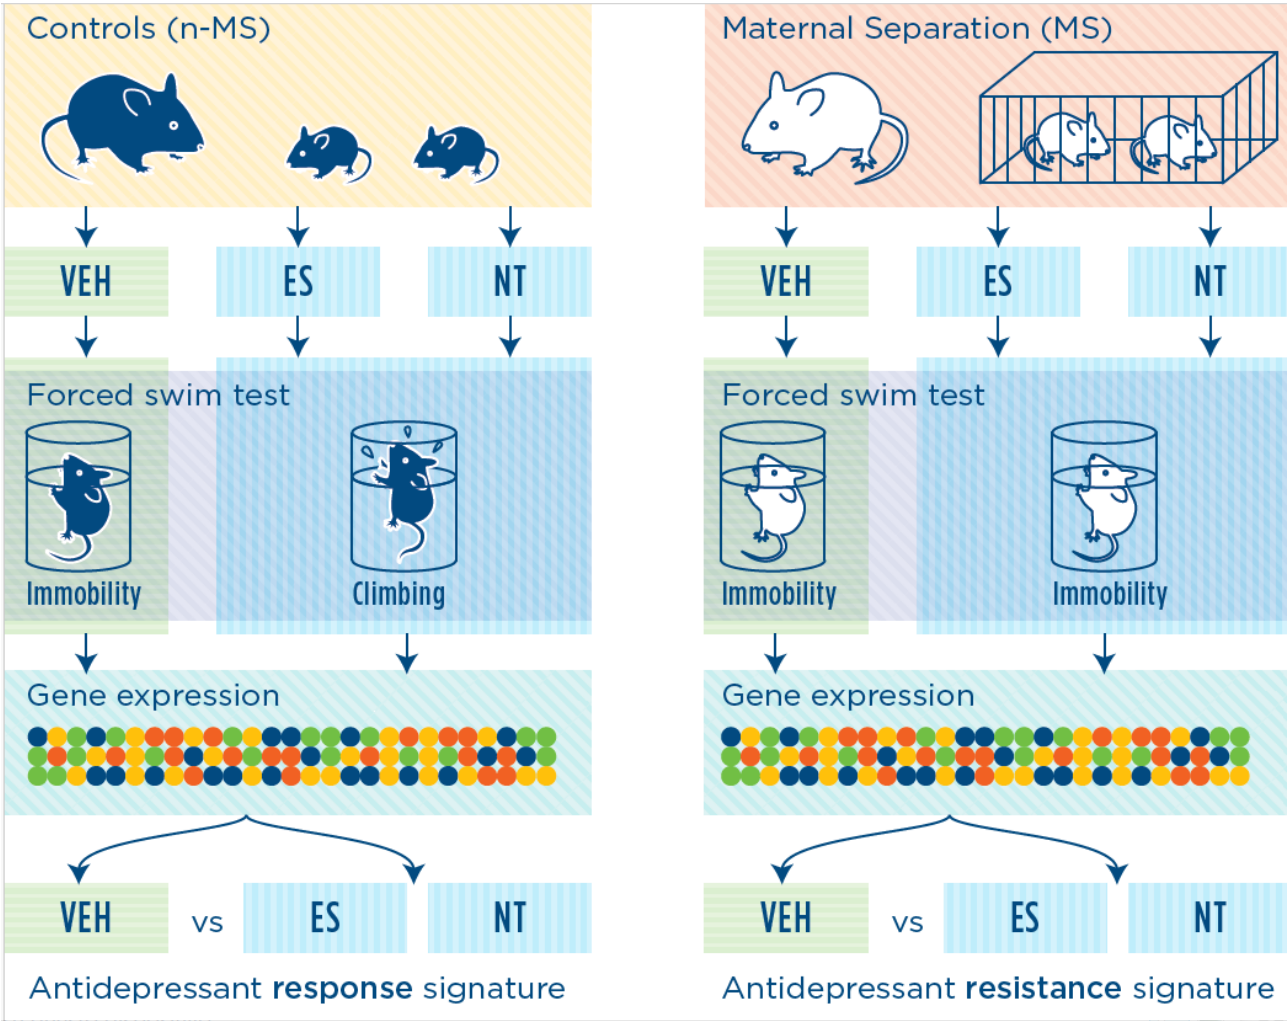 Controls (n-MS)
VEH
ES
NT
Forced swim test
Immobility
Climbing
Gene expression
VEH
vs
ES
NT
Antidepressant response signature
Maternal Separation (MS)
VEH
ES
NT
Forced swim test
Immobility
Immobility
Gene expression
VEH
vs
ES
NT
Antidepressant resistance signature